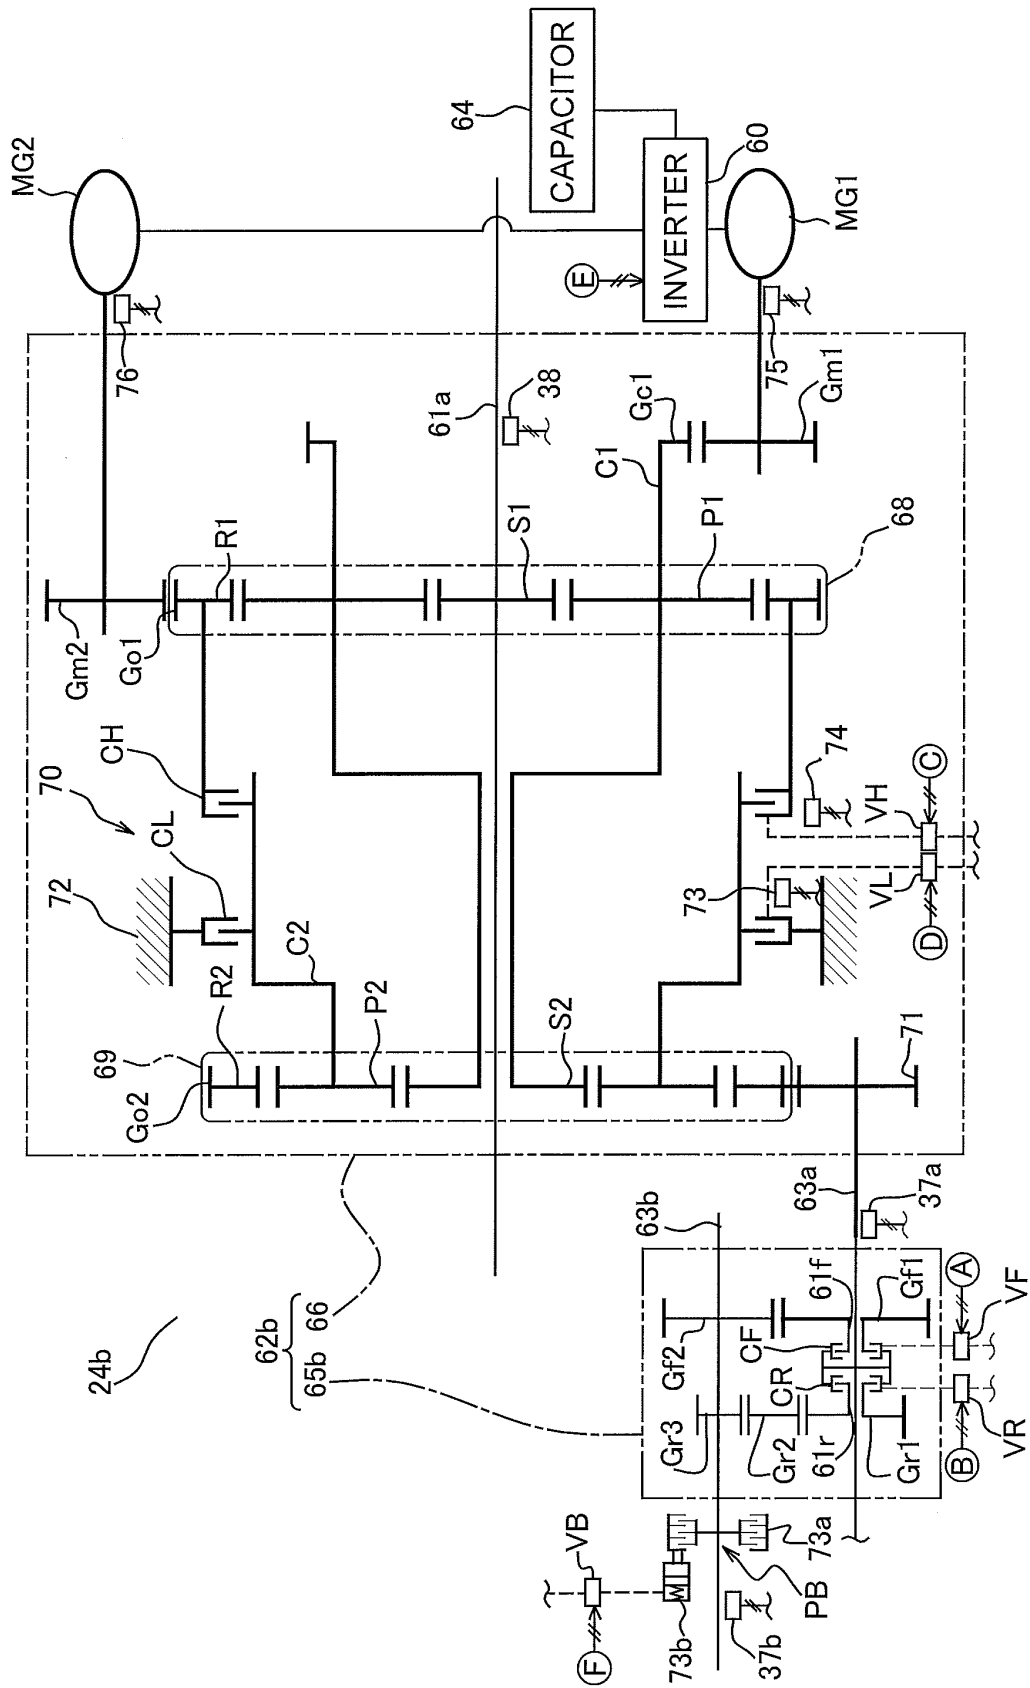 24b
62b
65b
66
MG2
76
CAPACITOR
64
INVERTER
60
E
MG1
75
Gm1
Gc1
C1
61a
38
R1
S1
P1
68
Gm2
Go1
CH
70
CL
72
74
73
VH
C
VL
D
C2
R2
P2
S2
69
Go2
71
63a
37a
63b
61f
Gf1
Gf2
CF
CR
A
VF
B
VR
Gr3
Gr2
61r
Gr1
VB
F
73b
73a
PB
37b